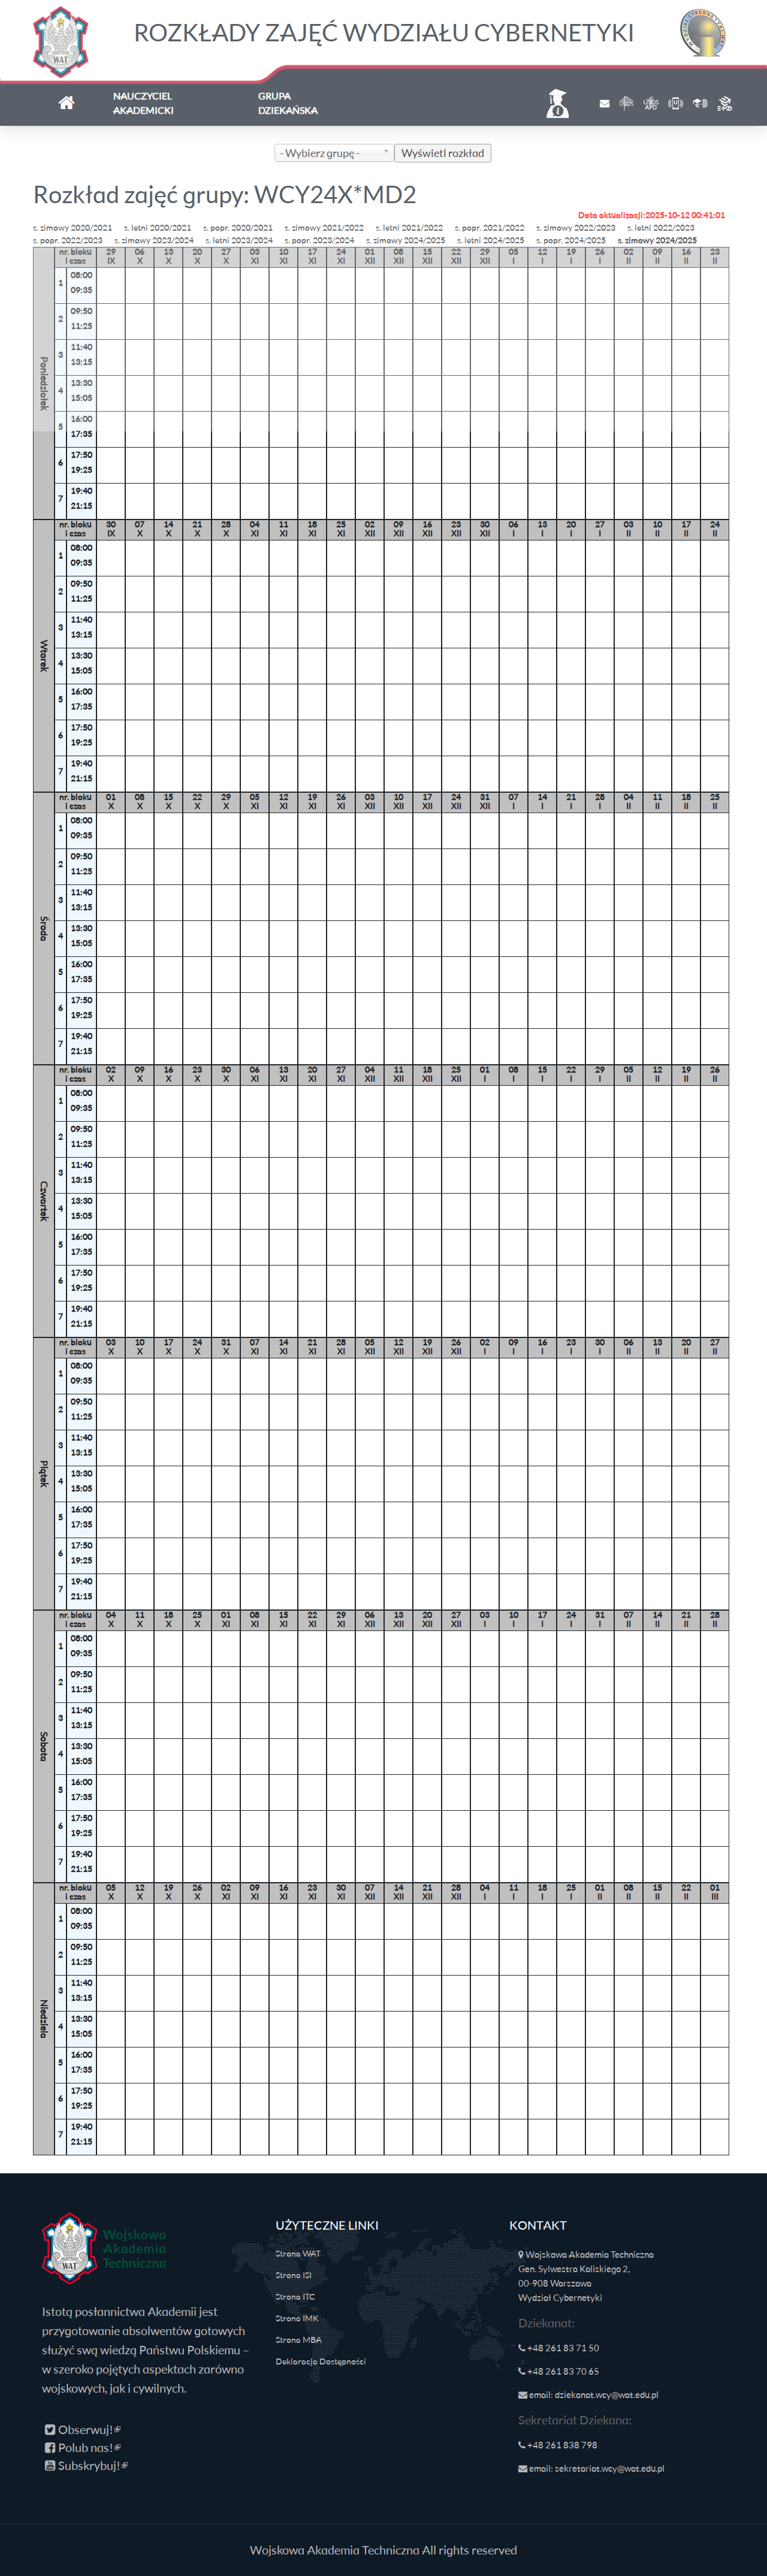 ROZKŁADY ZAJĘĆ WYDZIAŁU CYBERNETYKI
NAUCZYCIEL AKADEMICKI
GRUPA DZIEKAŃSKA
- Wybierz grupę -
Wyświetl rozkład
Rozkład zajęć grupy: WCY24X*MD2
Data aktualizacji:2025-10-12 00:41:01
s. zimowy 2020/2021 s. letni 2020/2021 s. popr. 2020/2021 s. zimowy 2021/2022 s. letni 2021/2022 s. popr. 2021/2022 s. zimowy 2022/2023 s. letni 2022/2023
s. popr. 2022/2023 s. zimowy 2023/2024 s. letni 2023/2024 s. popr. 2023/2024 s. zimowy 2024/2025 s. letni 2024/2025 s. popr. 2024/2025 s. zimowy 2024/2025
nr. bloku 29 06 13 20 27 03 10 17 24 01 08 15 22 29 05 12 19 26 02 09 16 23
i czas IX X X X X XI XI XI XI XII XII XII XII XII I I I I II II II II
Poniedziałek
1 08:00 09:35
2 09:50 11:25
3 11:40 13:15
4 13:30 15:05
5 16:00 17:35
6 17:50 19:25
7 19:40 21:15
nr. bloku 30 07 14 21 28 04 11 18 25 02 09 16 23 30 06 13 20 27 03 10 17 24
i czas IX X X X X XI XI XI XI XII XII XII XII XII I I I I II II II II
Wtorek
1 08:00 09:35
2 09:50 11:25
3 11:40 13:15
4 13:30 15:05
5 16:00 17:35
6 17:50 19:25
7 19:40 21:15
nr. bloku 01 08 15 22 29 05 12 19 26 03 10 17 24 31 07 14 21 28 04 11 18 25
i czas X X X X X XI XI XI XI XII XII XII XII XII I I I I II II II II
Środa
1 08:00 09:35
2 09:50 11:25
3 11:40 13:15
4 13:30 15:05
5 16:00 17:35
6 17:50 19:25
7 19:40 21:15
nr. bloku 02 09 16 23 30 06 13 20 27 04 11 18 25 01 08 15 22 29 05 12 19 26
i czas X X X X X XI XI XI XI XII XII XII XII I I I I I II II II II
Czwartek
1 08:00 09:35
2 09:50 11:25
3 11:40 13:15
4 13:30 15:05
5 16:00 17:35
6 17:50 19:25
7 19:40 21:15
nr. bloku 03 10 17 24 31 07 14 21 28 05 12 19 26 02 09 16 23 30 06 13 20 27
i czas X X X X X XI XI XI XI XII XII XII XII I I I I I II II II II
Piątek
1 08:00 09:35
2 09:50 11:25
3 11:40 13:15
4 13:30 15:05
5 16:00 17:35
6 17:50 19:25
7 19:40 21:15
nr. bloku 04 11 18 25 01 08 15 22 29 06 13 20 27 03 10 17 24 31 07 14 21 28
i czas X X X X XI XI XI XI XI XII XII XII XII I I I I I II II II II
Sobota
1 08:00 09:35
2 09:50 11:25
3 11:40 13:15
4 13:30 15:05
5 16:00 17:35
6 17:50 19:25
7 19:40 21:15
nr. bloku 05 12 19 26 02 09 16 23 30 07 14 21 28 04 11 18 25 01 08 15 22 01
i czas X X X X XI XI XI XI XI XII XII XII XII I I I I II II II II III
Niedziela
1 08:00 09:35
2 09:50 11:25
3 11:40 13:15
4 13:30 15:05
5 16:00 17:35
6 17:50 19:25
7 19:40 21:15
WAT
Wojskowa
Akademia
Techniczna
Istotą posłannictwa Akademii jest
przygotowanie absolwentów gotowych
służyć swą wiedzą Państwu Polskiemu –
w szeroko pojętych aspektach zarówno
wojskowych, jak i cywilnych.
Obserwuj!
Polub nas!
Subskrybuj!
UŻYTECZNE LINKI
Strona WAT
Strona ISI
Strona ITC
Strona IMK
Strona MBA
Deklaracja Dostępności
KONTAKT
Wojskowa Akademia Techniczna
Gen. Sylwestra Kaliskiego 2,
00-908 Warszawa
Wydział Cybernetyki
Dziekanat:
+48 261 83 71 50
+48 261 83 70 65
email: dziekanat.wcy@wat.edu.pl
Sekretariat Dziekana:
+48 261 838 798
email: sekretariat.wcy@wat.edu.pl
Wojskowa Akademia Techniczna All rights reserved